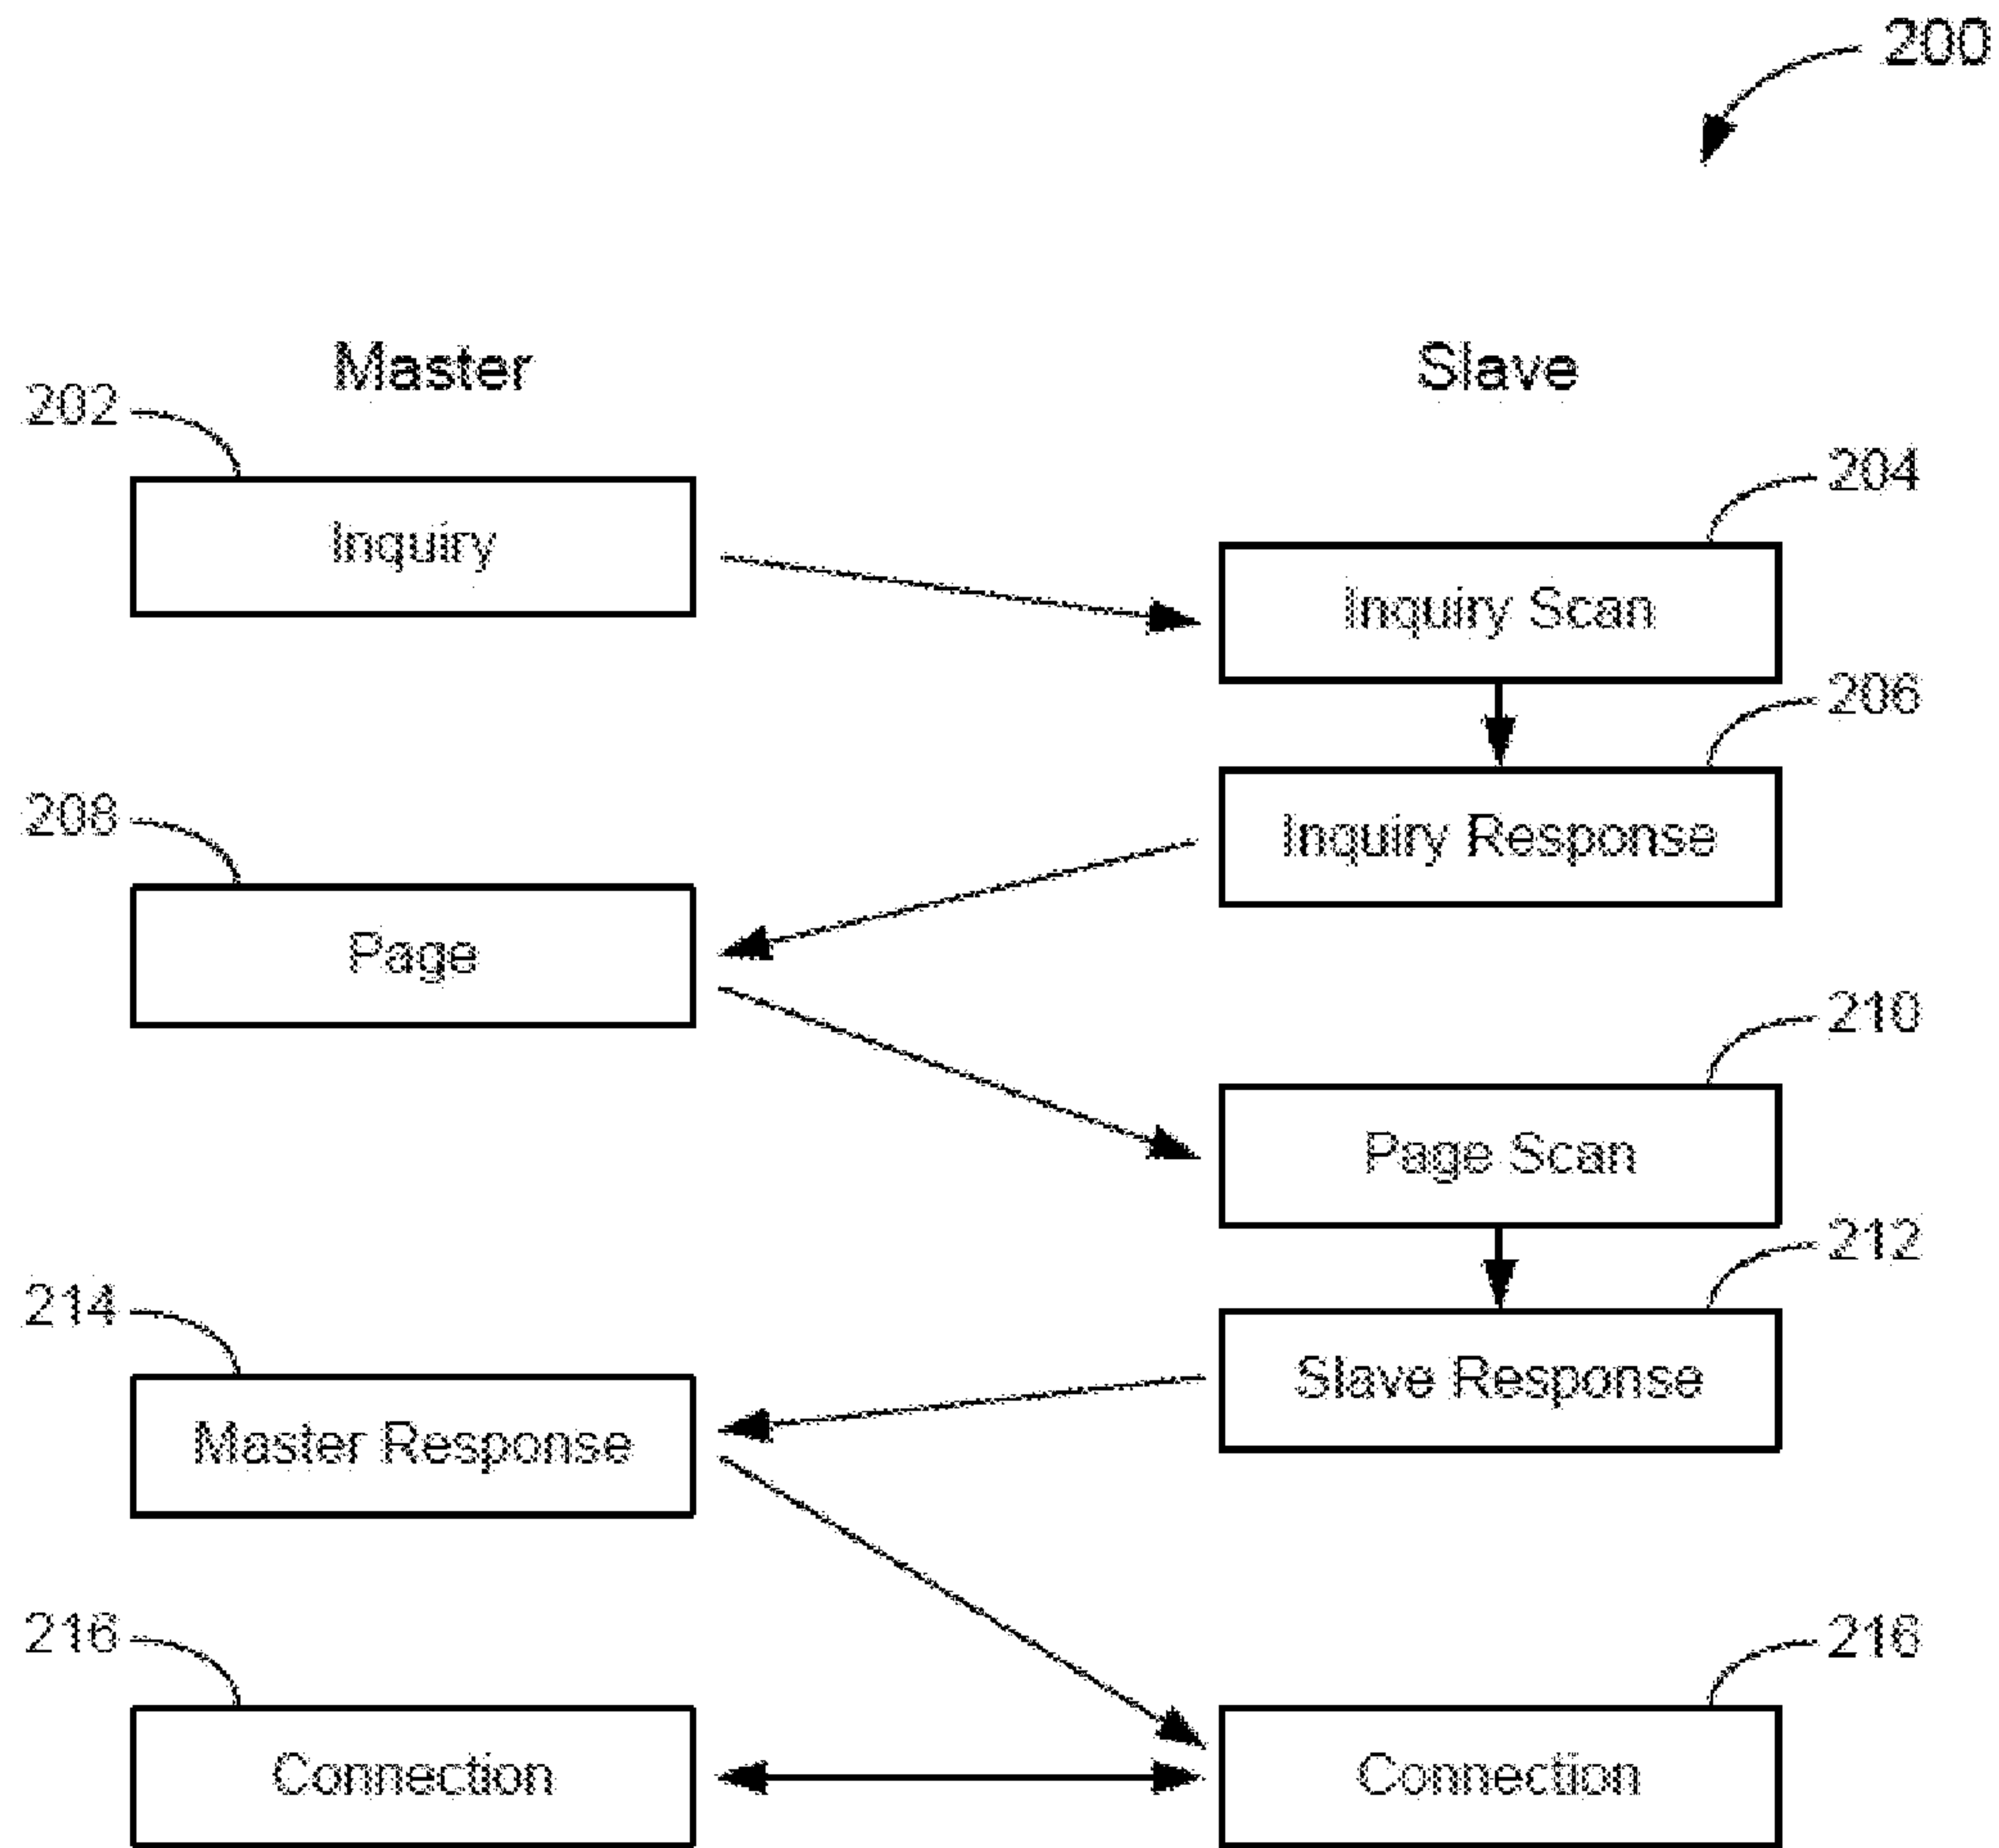 200
Master
Slave
202
Inquiry
204
Inquiry Scan
206
Inquiry Response
208
Page
210
Page Scan
212
Slave Response
214
Master Response
216
Connection
216
Connection